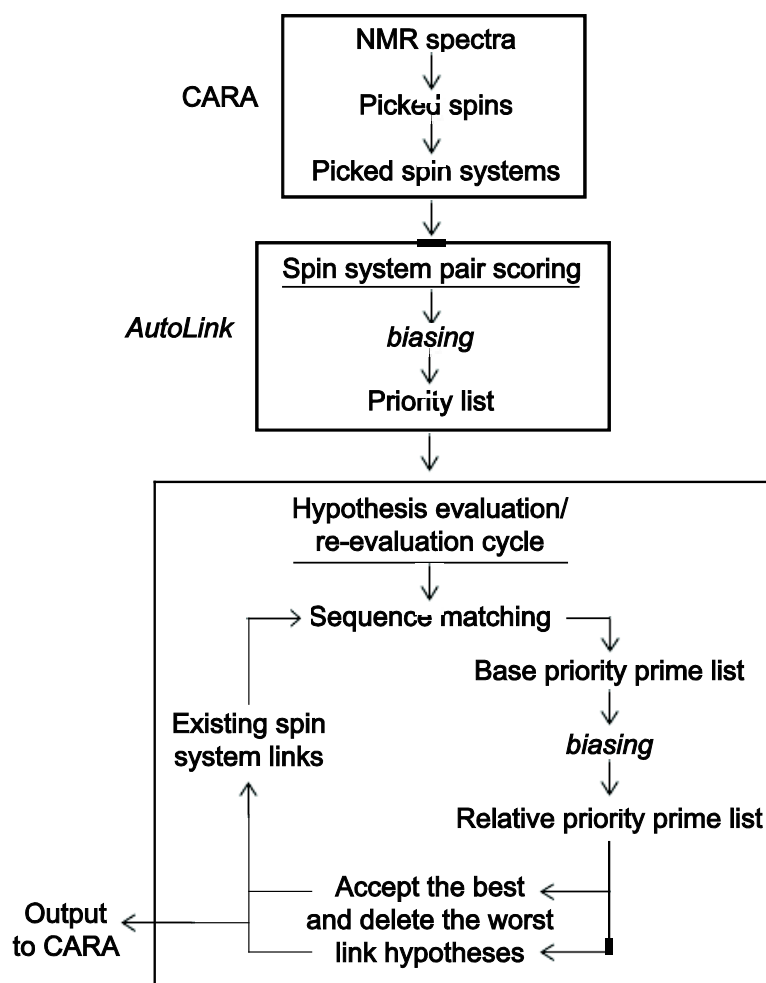 NMR spectra
CARA
Picked spins
Picked spin systems
Spin system pair scoring
AutoLink
biasing
Priority list
Hypothesis evaluation/
re-evaluation cycle
Sequence matching
Base priority prime list
Existing spin
system links
biasing
Relative priority prime list
Accept the best
and delete the worst
link hypotheses
Output
to CARA